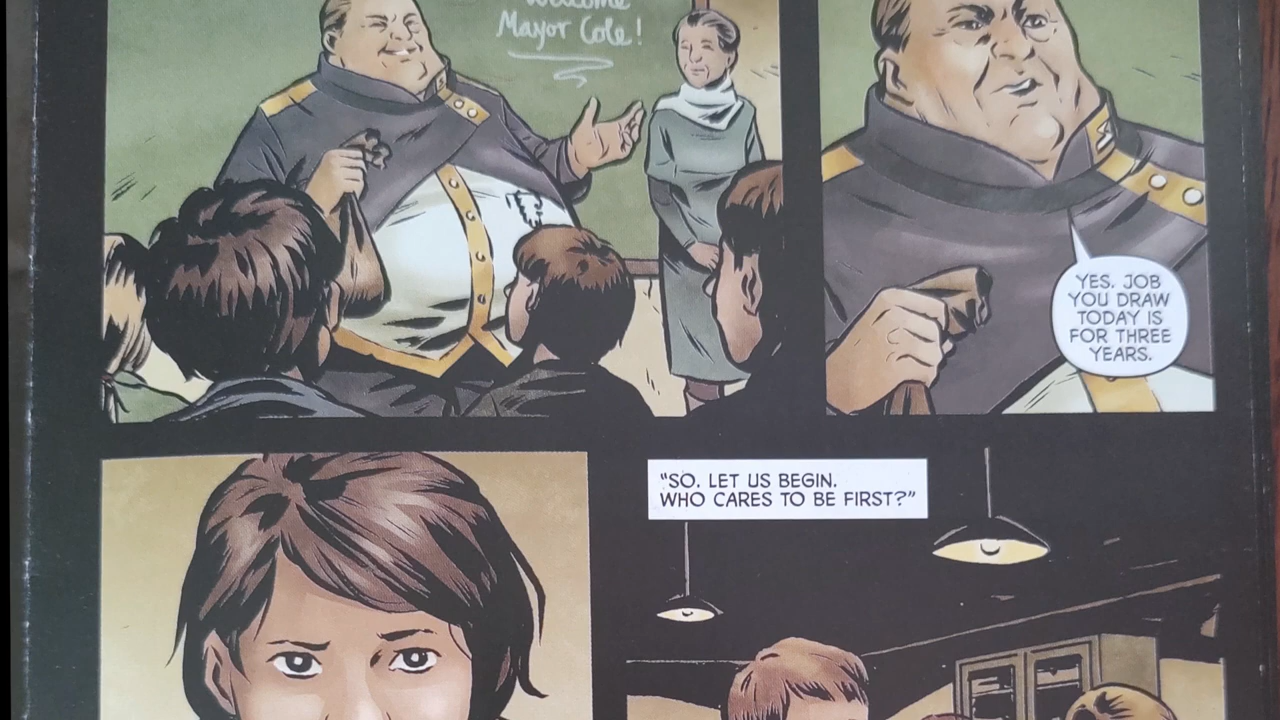 Welcome
Mayor Cole!
YES. JOB
YOU DRAW
TODAY IS
FOR THREE
YEARS.
"SO. LET US BEGIN.
WHO CARES TO BE FIRST?"